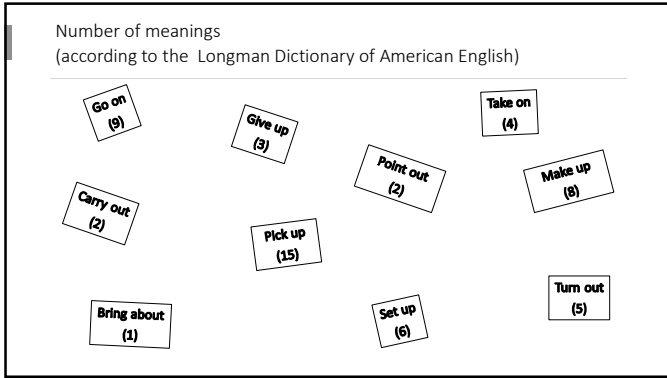 Number of meanings
(according to the Longman Dictionary of American English)
Go on
(9)
Give up
(3)
Take on
(4)
Point out
(2)
Make up
(8)
Carry out
(2)
Pick up
(15)
Bring about
(1)
Set up
(6)
Turn out
(5)